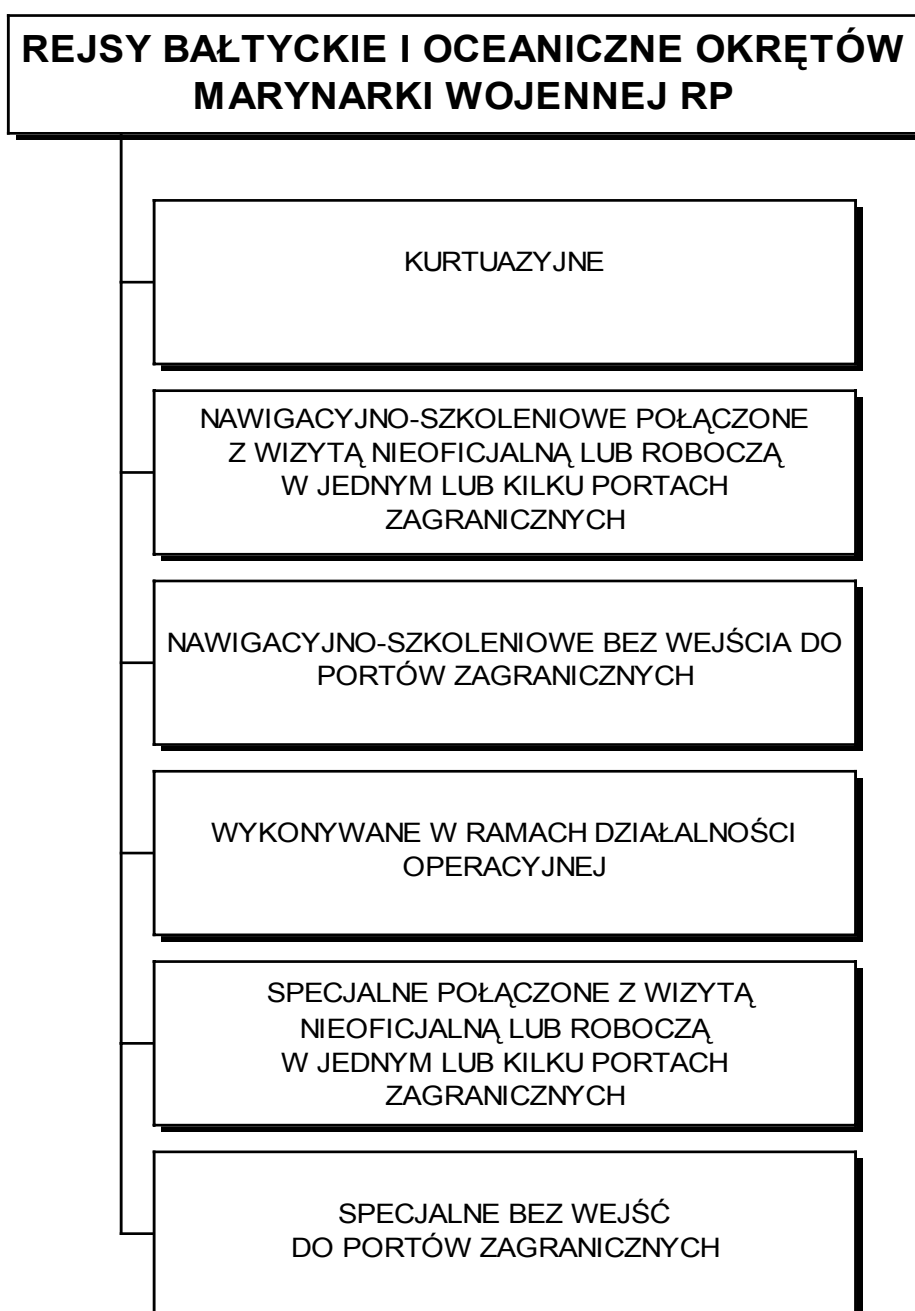 REJSY BAŁTYCKIE I OCEANICZNE OKRĘTÓW
MARYNARKI WOJENNEJ RP
KURTUAZYJNE
NAWIGACYJNO-SZKOLENIOWE POŁĄCZONE
Z WIZYTĄ NIEOFICJALNĄ LUB ROBOCZĄ
W JEDNYM LUB KILKU PORTACH
ZAGRANICZNYCH
NAWIGACYJNO-SZKOLENIOWE BEZ WEJŚCIA DO
PORTÓW ZAGRANICZNYCH
WYKONYWANE W RAMACH DZIAŁALNOŚCI
OPERACYJNEJ
SPECJALNE POŁĄCZONE Z WIZYTĄ
NIEOFICJALNĄ LUB ROBOCZĄ
W JEDNYM LUB KILKU PORTACH
ZAGRANICZNYCH
SPECJALNE BEZ WEJŚĆ
DO PORTÓW ZAGRANICZNYCH